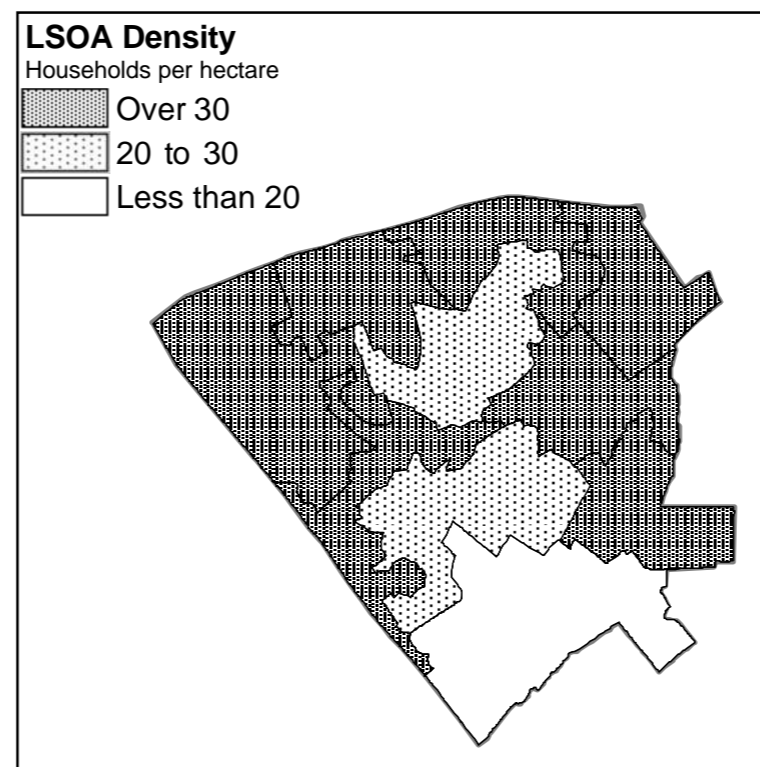 LSOA Density
Households per hectare
Over 30
20 to 30
Less than 20